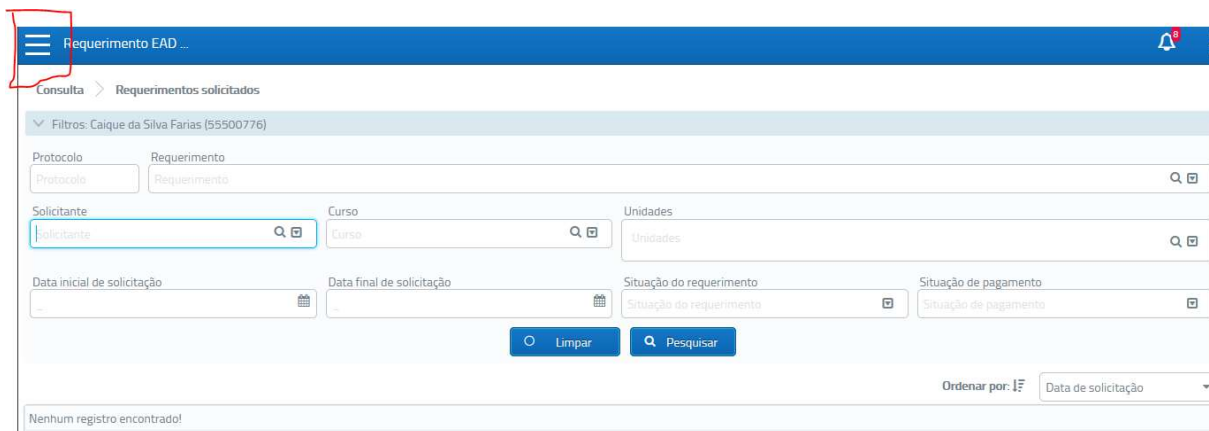 Requerimento EAD ...
8
Consulta > Requerimentos solicitados
Filtros: Caique da Silva Farias (55500776)
Protocolo Requerimento
Protocolo Requerimento
Solicitante Curso Unidades
Solicitante Curso Unidades
Data inicial de solicitação Data final de solicitação Situação do requerimento Situação de pagamento
... ... Situação do requerimento Situação de pagamento
Limpar Pesquisar
Ordenar por: Data de solicitação
Nenhum registro encontrado!